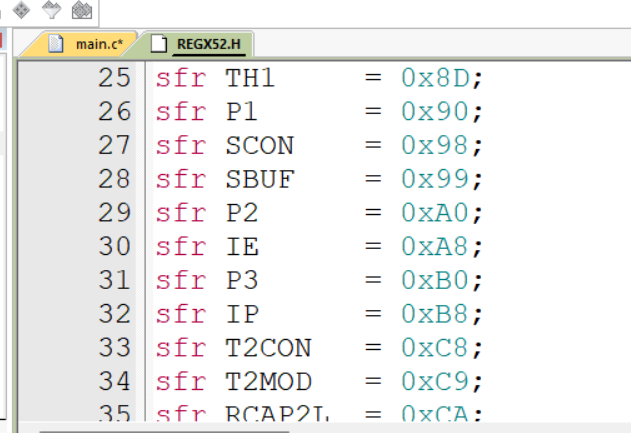 main.c* REGX52.H
25 sfr TH1 = 0x8D;
26 sfr P1 = 0x90;
27 sfr SCON = 0x98;
28 sfr SBUF = 0x99;
29 sfr P2 = 0xA0;
30 sfr IE = 0xA8;
31 sfr P3 = 0xB0;
32 sfr IP = 0xB8;
33 sfr T2CON = 0xC8;
34 sfr T2MOD = 0xC9;
35 sfr RCAP2L = 0xCA;